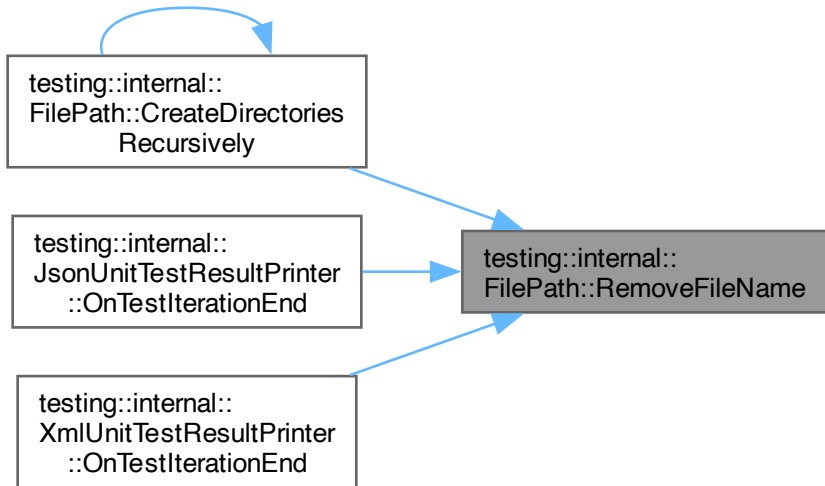 testing::internal::
FilePath::CreateDirectories
Recursively
testing::internal::
JsonUnitTestResultPrinter
::OnTestIterationEnd
testing::internal::
FilePath::RemoveFileName
testing::internal::
XmlUnitTestResultPrinter
::OnTestIterationEnd